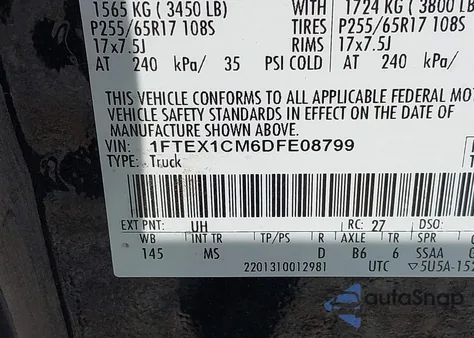 1565 KG ( 3450 LB) WITH 1724 KG ( 3800 LB
P255/65R17 108S TIRES P255/65R17 108S
17x7.5J RIMS 17x7.5J
AT 240 kPa/ 35 PSI COLD AT 240 kPa/
THIS VEHICLE CONFORMS TO ALL APPLICABLE FEDERAL MOT
VEHICLE SAFETY STANDARDS IN EFFECT ON THE DATE OF
MANUFACTURE SHOWN ABOVE.
VIN: 1FTEX1CM6DFE08799
TYPE: Truck
EXT PNT: UH RC: 27 DSO:
WB INT TR TP/PS R AXLE TR SPR
145 MS D B6 6 SSAA G
2201310012981 UTC ▽5U5A-152
autoSnap